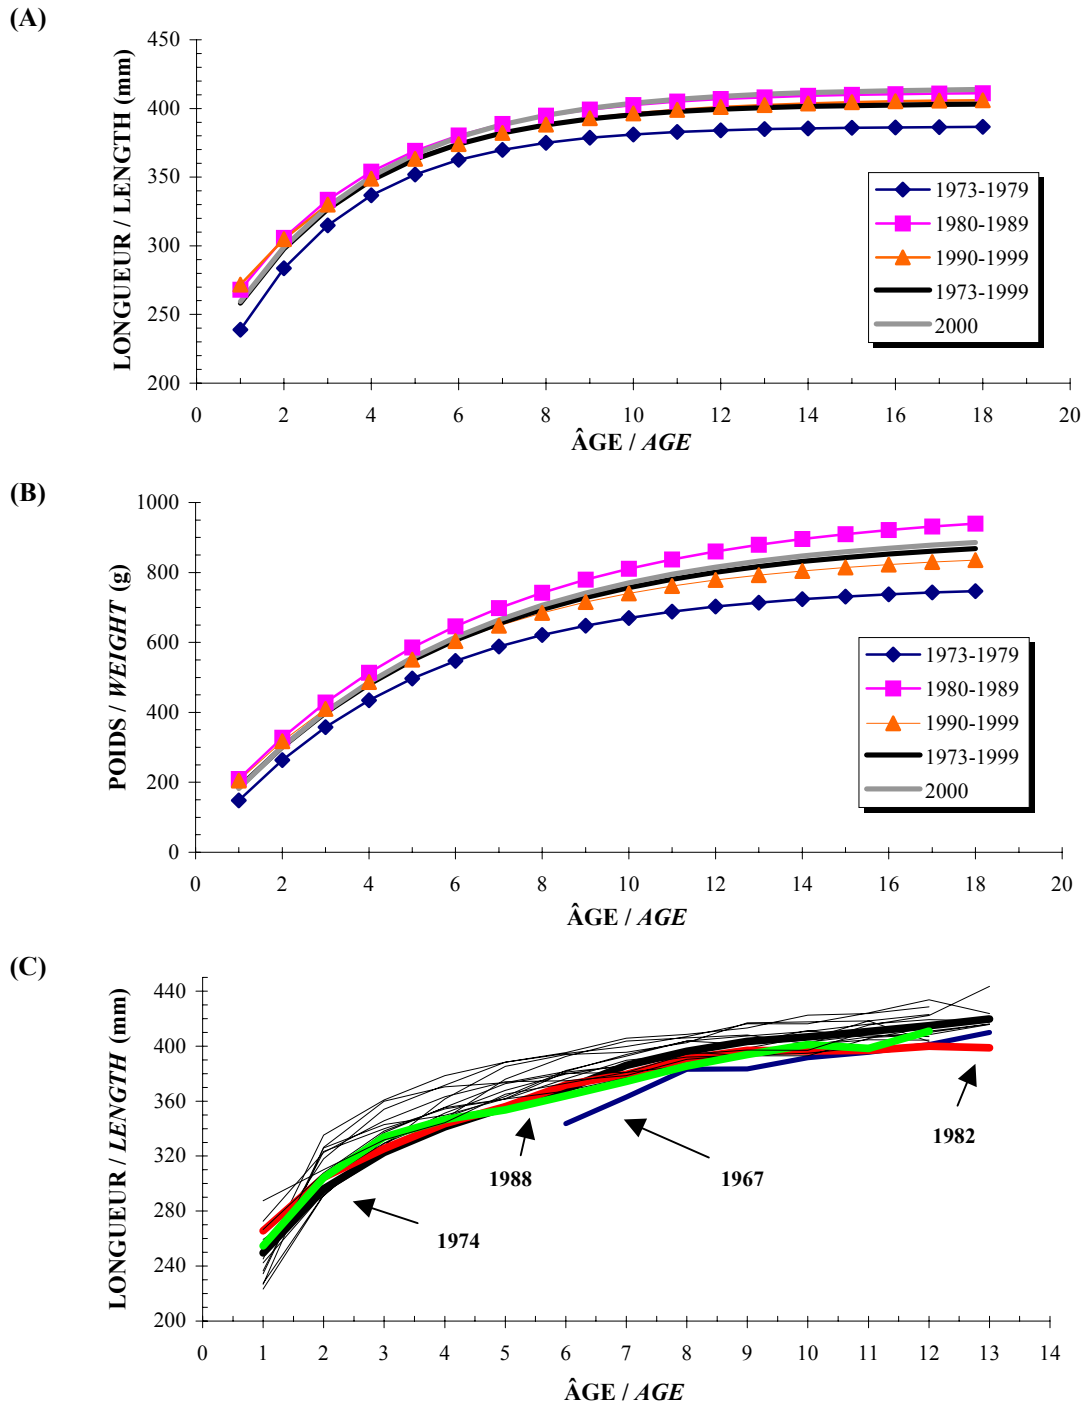 (A)
LONGUEUR / LENGTH (mm)
450
400
350
300
250
200
0 2 4 6 8 10 12 14 16 18 20
ÂGE / AGE
1973-1979
1980-1989
1990-1999
1973-1999
2000
(B)
POIDS / WEIGHT (g)
1000
800
600
400
200
0
0 2 4 6 8 10 12 14 16 18 20
ÂGE / AGE
1973-1979
1980-1989
1990-1999
1973-1999
2000
(C)
LONGUEUR / LENGTH (mm)
440
400
360
320
280
240
200
1982
1988
1967
1974
0 1 2 3 4 5 6 7 8 9 10 11 12 13 14
ÂGE / AGE